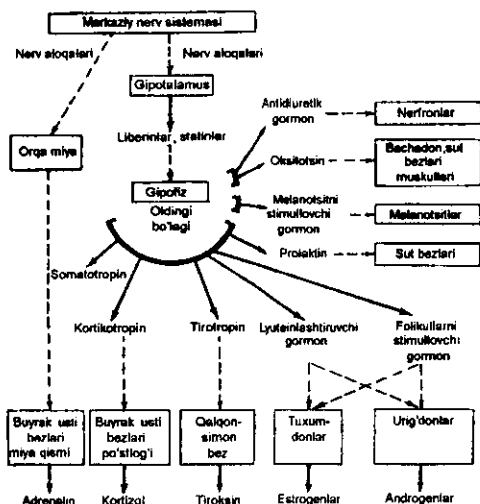 Markaziy nerv sistemasi
Nerv aloqalari
Nerv aloqalari
Gipotalamus
Liberinlar, statinlar
Orqa miya
Gipofiz
Oldingi
bo'lagi
Antidiuretik
gormon
Nerfronlar
Oksitotsin
Bachadon,sut
bezlari
muskullari
Melanotsitni
stimullovchi
gormon
Melanotsitlar
Prolaktin
Sut bezlari
Somatotropin
Kortikotropin
Tirotropin
Lyuteinlashtiruvchi
gormon
Folikullarni
stimullovchi
gormon
Buyrak usti
bezlari
miya qismi
Buyrak usti
bezlari
po'stlog'i
Qalqon-
simon
bez
Tuxum-
donlar
Urig'donlar
Adrenalin
Kortizol
Tiroksin
Estrogenlar
Androgenlar